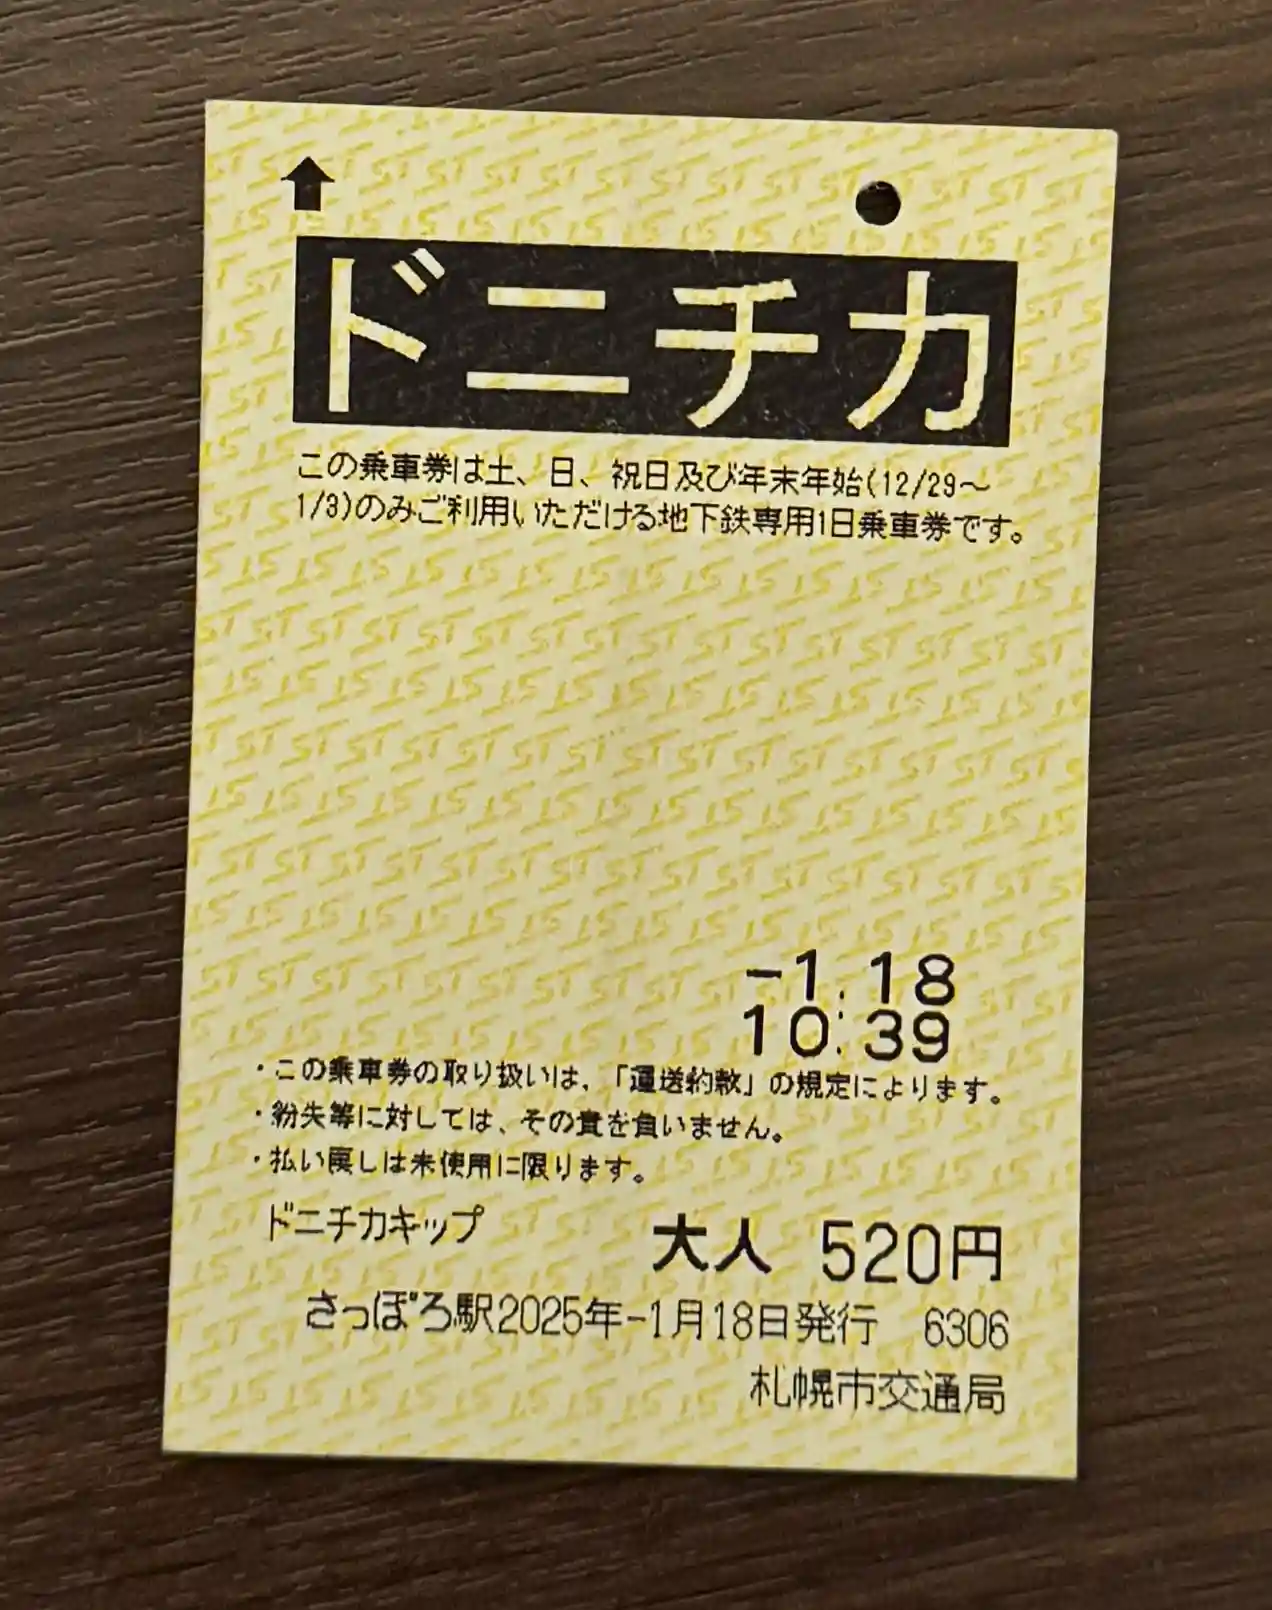 ドニチカ
この乗車券は土、日、祝日及び年末年始(12/29～
1/3)のみご利用いただける地下鉄専用1日乗車券です。
-1.18
10:39
・この乗車券の取り扱いは、「運送約款」の規定によります。
・紛失等に対しては、その責を負いません。
・払い戻しは未使用に限ります。
ドニチカキップ 大人 520円
さっぽろ駅2025年-1月18日発行 6306
札幌市交通局